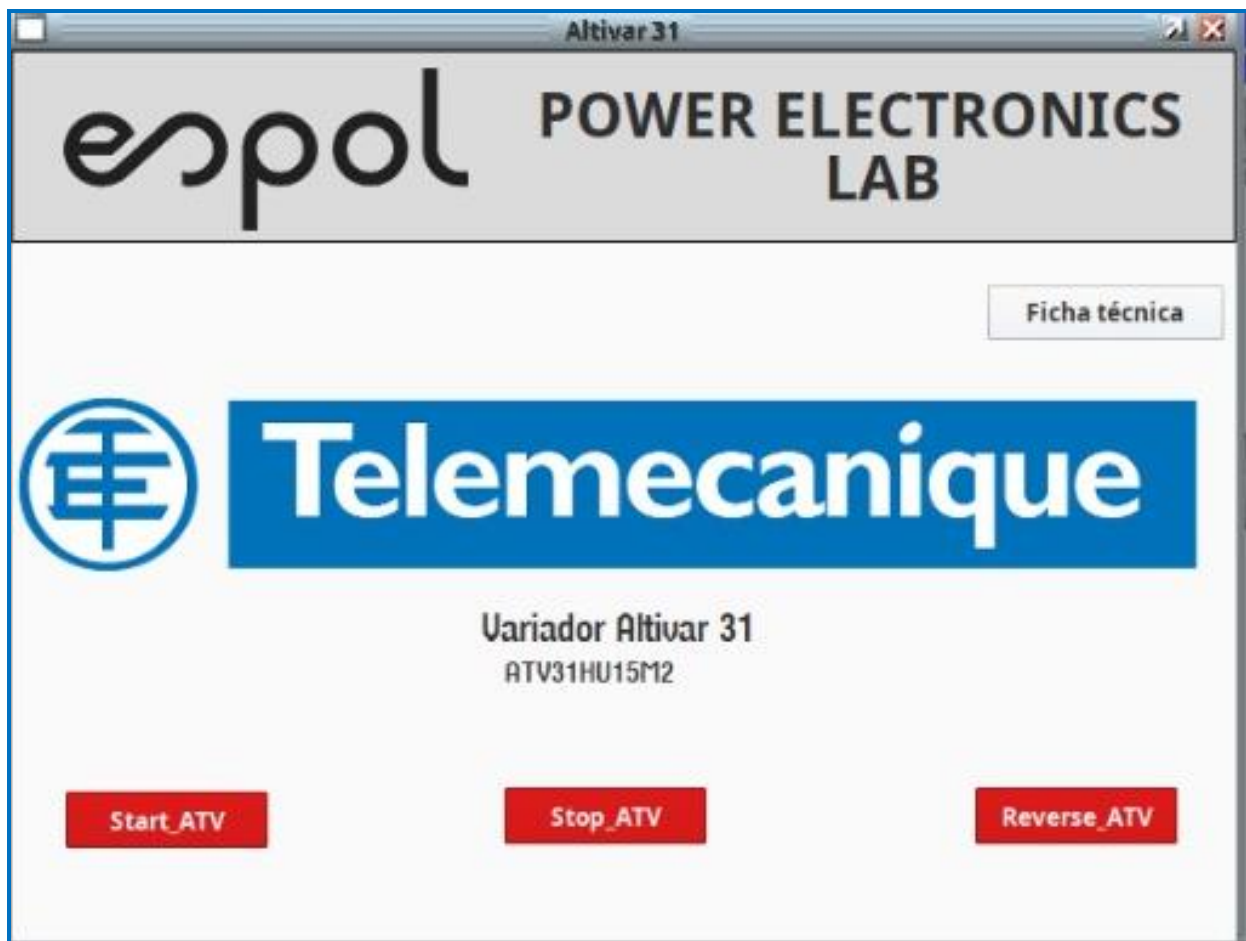 Altivar 31
espol
POWER ELECTRONICS
LAB
Ficha técnica
Telemecanique
Variador Altivar 31
ATV31HU15M2
Start_ATV
Stop_ATV
Reverse_ATV